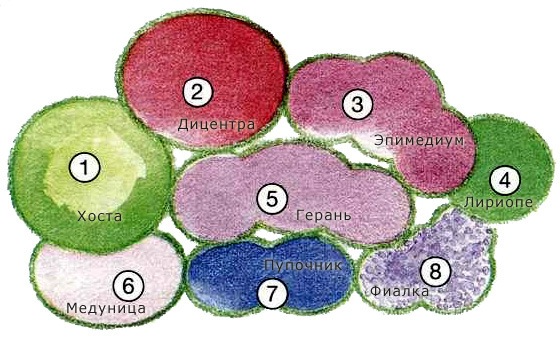 1
Хоста
2
Дицентра
3
Эпимедиум
4
Лириопе
5
Герань
6
Медуница
7
Пупочник
8
Фиалка